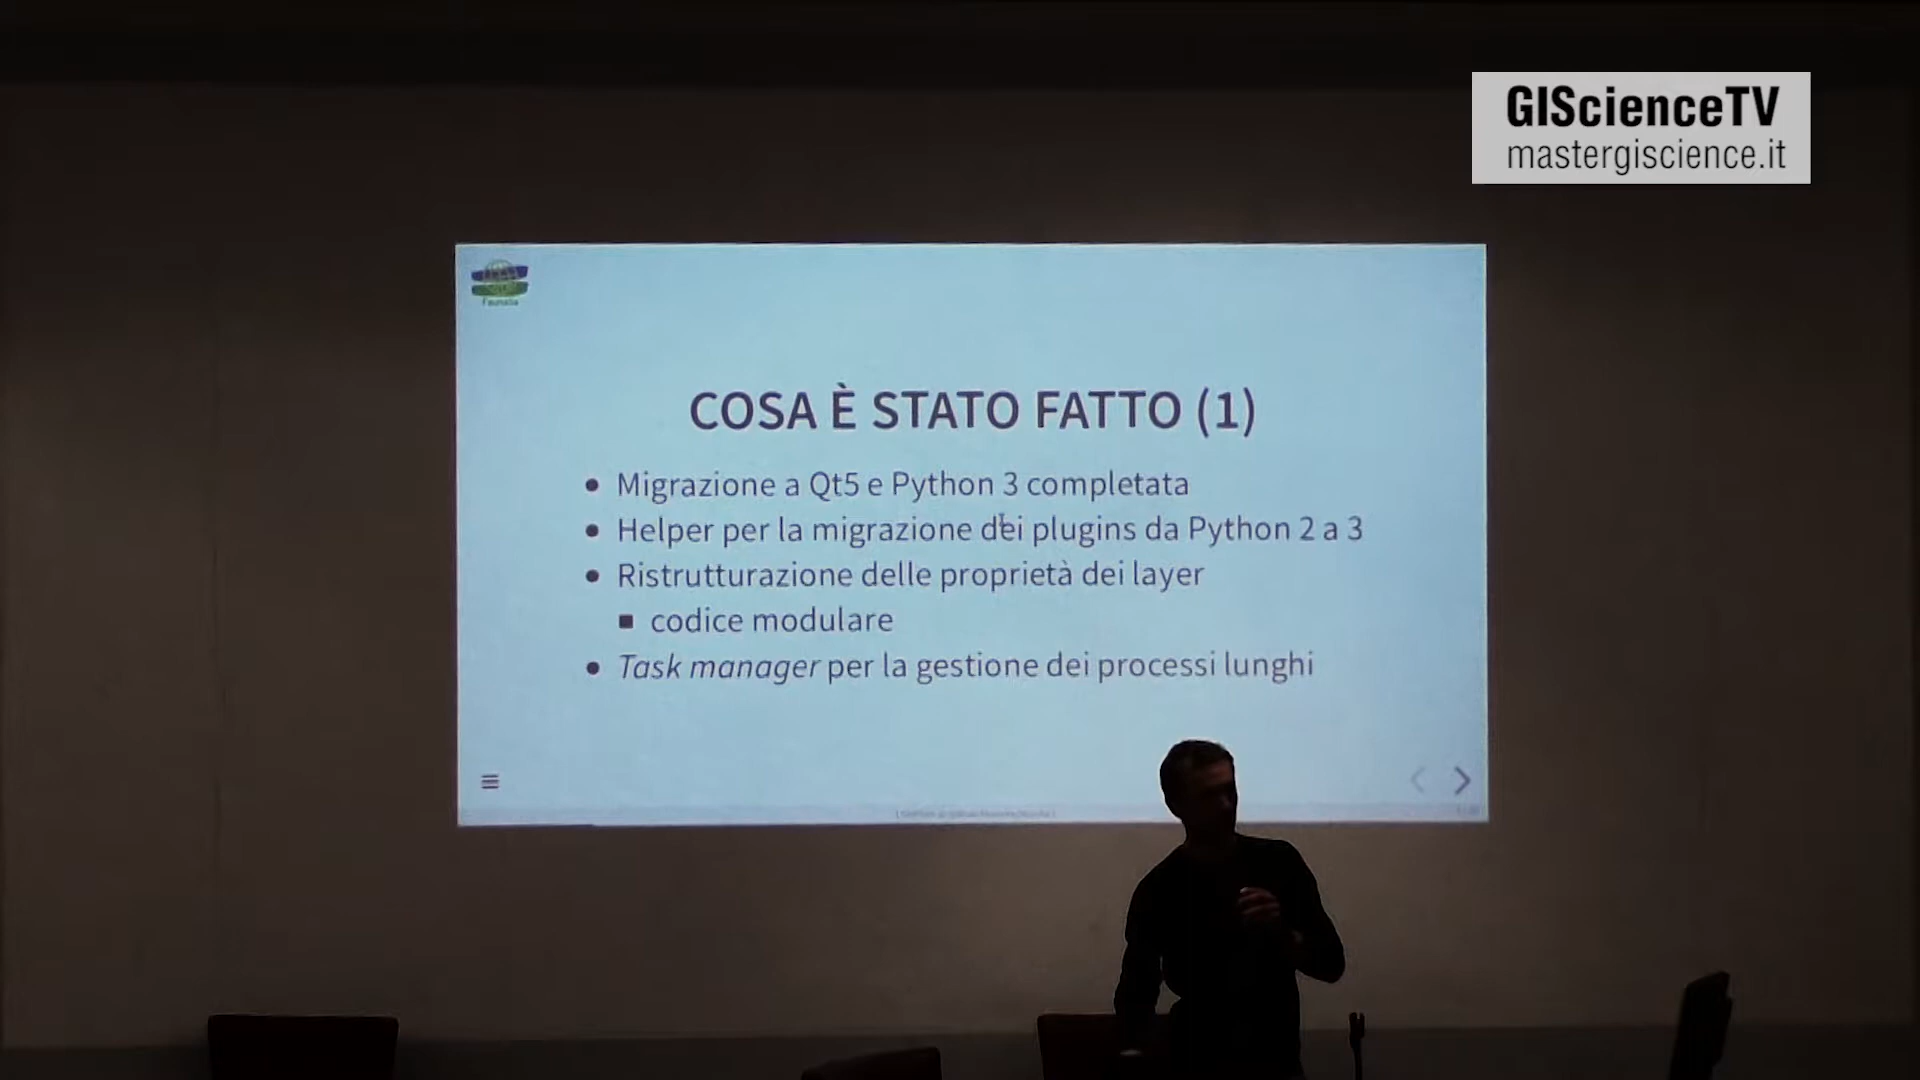 GIScienceTV
mastergiscience.it
Faunalia
COSA È STATO FATTO (1)
• Migrazione a Qt5 e Python 3 completata
• Helper per la migrazione dei plugins da Python 2 a 3
• Ristrutturazione delle proprietà dei layer
▪ codice modulare
• Task manager per la gestione dei processi lunghi